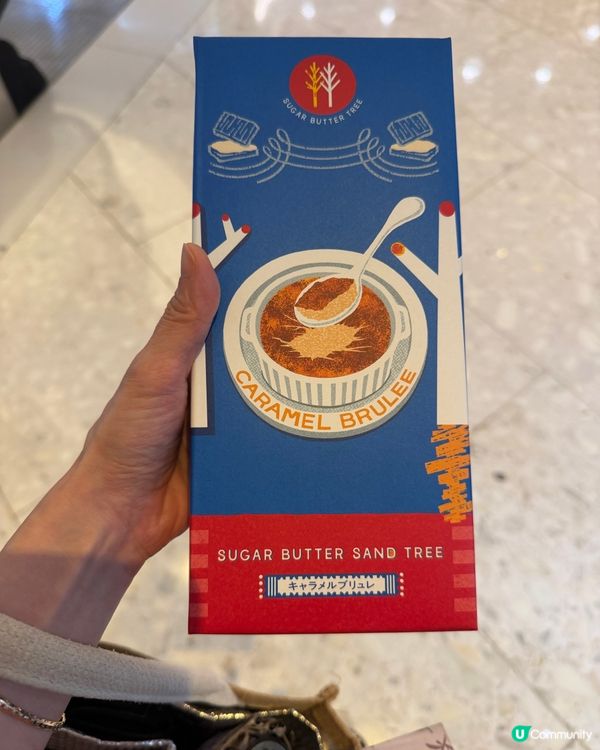 SUGAR BUTTER TREE
CARAMEL BRULEE
SUGAR BUTTER SAND TREE
キャラメルブリュレ
U Community